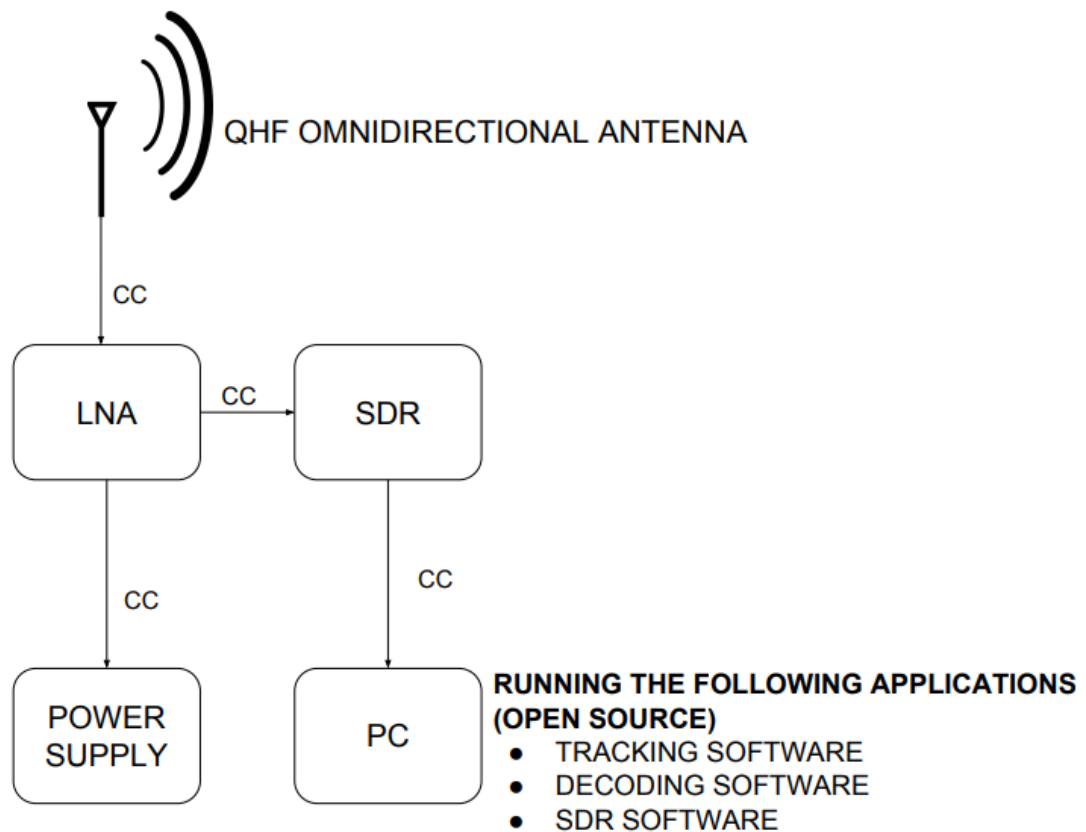 QHF OMNIDIRECTIONAL ANTENNA
CC
LNA
CC
SDR
CC
CC
POWER
SUPPLY
PC
RUNNING THE FOLLOWING APPLICATIONS
(OPEN SOURCE)
● TRACKING SOFTWARE
● DECODING SOFTWARE
● SDR SOFTWARE